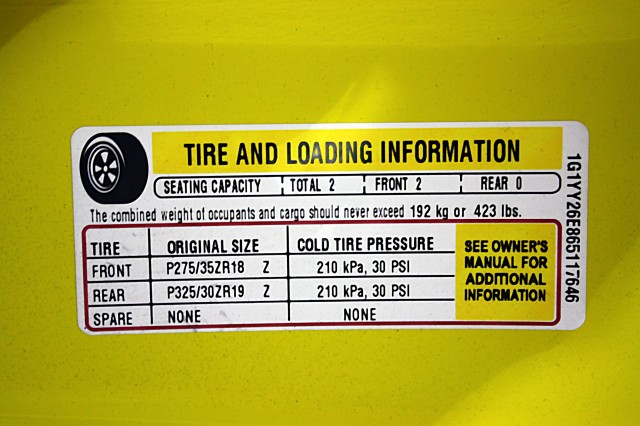 TIRE AND LOADING INFORMATION
SEATING CAPACITY TOTAL 2 FRONT 2 REAR 0
The combined weight of occupants and cargo should never exceed 192 kg or 423 lbs.
TIRE ORIGINAL SIZE COLD TIRE PRESSURE
FRONT P275/35ZR18 Z 210 kPa, 30 PSI
REAR P325/30ZR19 Z 210 kPa, 30 PSI
SPARE NONE NONE
SEE OWNER'S
MANUAL FOR
ADDITIONAL
INFORMATION
1G1YY26E865117646